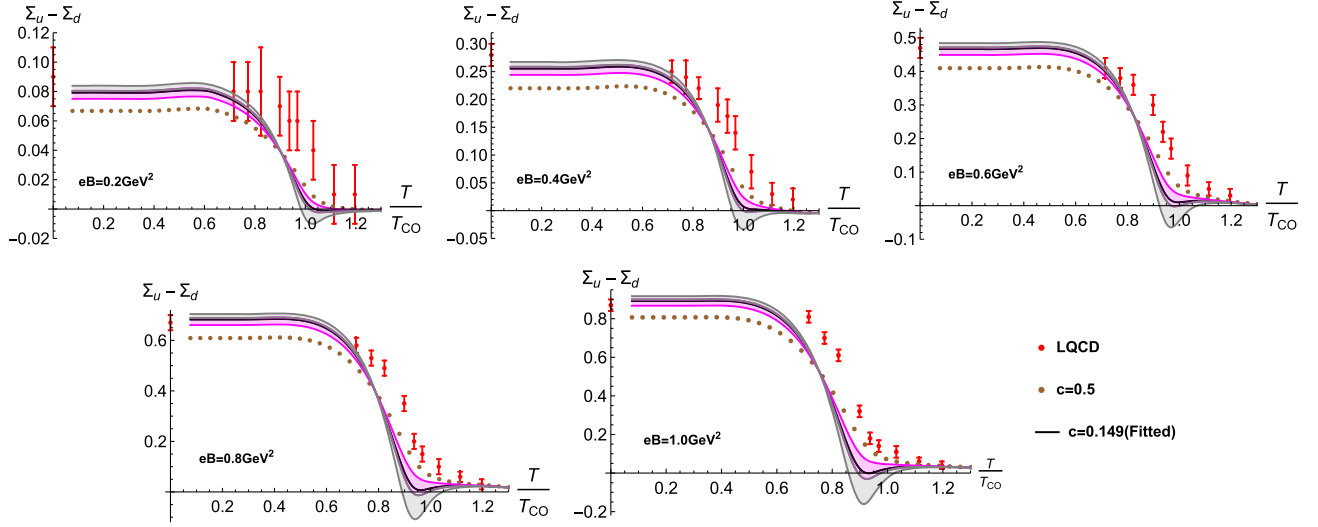 Σu − Σd
0.12
0.10
0.08
0.06
0.04
0.02
0.00
−0.02
eB=0.2GeV²
0.2 0.4 0.6 0.8 1.0 1.2
T
TCO
Σu − Σd
0.30
0.25
0.20
0.15
0.10
0.05
0.00
−0.05
eB=0.4GeV²
0.2 0.4 0.6 0.8 1.0 1.2
T
TCO
Σu − Σd
0.5
0.4
0.3
0.2
0.1
0.0
−0.1
eB=0.6GeV²
0.2 0.4 0.6 0.8 1.0 1.2
T
TCO
Σu − Σd
0.6
0.4
0.2
eB=0.8GeV²
0.2 0.4 0.6 0.8 1.0 1.2
T
TCO
Σu − Σd
0.8
0.6
0.4
0.2
0.0
−0.2
eB=1.0GeV²
0.2 0.4 0.6 0.8 1.0 1.2
T
TCO
LQCD
c=0.5
c=0.149(Fitted)